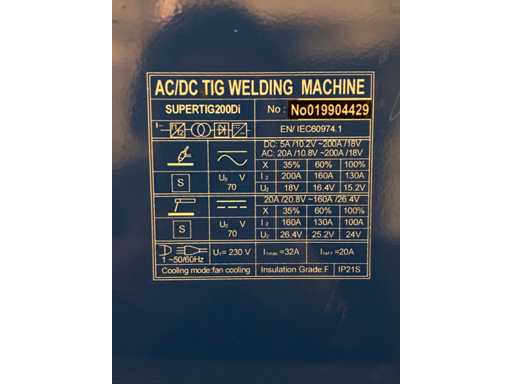 AC/DC TIG WELDING MACHINE
SUPERTIG200Di No : No019904429
EN/ IEC60974.1
DC: 5A/10.2V ~200A/18V
AC: 20A/10.8V ~200A/18V
X 35% 60% 100%
S U₀ V 70 I₂ 200A 160A 130A
U₂ 18V 16.4V 15.2V
20A/20.8V ~160A/26.4V
X 35% 60% 100%
S U₀ V 70 I₂ 160A 130A 100A
U₂ 26.4V 25.2V 24V
1 ~50/60Hz U₁= 230 V I₁max =32A I₁eff =20A
Cooling mode:fan cooling Insulation Grade:F IP21S